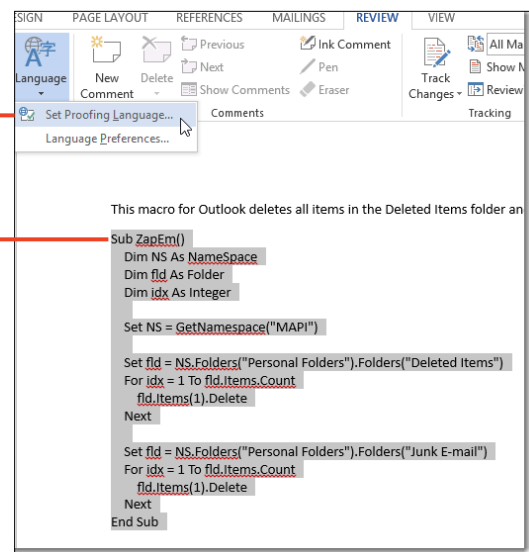 ESIGN PAGE LAYOUT REFERENCES MAILINGS REVIEW VIEW
Language
New Comment
Delete
Previous
Next
Show Comments
Ink Comment
Pen
Eraser
Track Changes
All Ma
Show M
Review
Set Proofing Language...
Language Preferences...
Comments
Tracking
This macro for Outlook deletes all items in the Deleted Items folder an
Sub ZapEm()
Dim NS As NameSpace
Dim fld As Folder
Dim idx As Integer
Set NS = GetNamespace("MAPI")
Set fld = NS.Folders("Personal Folders").Folders("Deleted Items")
For idx = 1 To fld.Items.Count
fld.Items(1).Delete
Next
Set fld = NS.Folders("Personal Folders").Folders("Junk E-mail")
For idx = 1 To fld.Items.Count
fld.Items(1).Delete
Next
End Sub